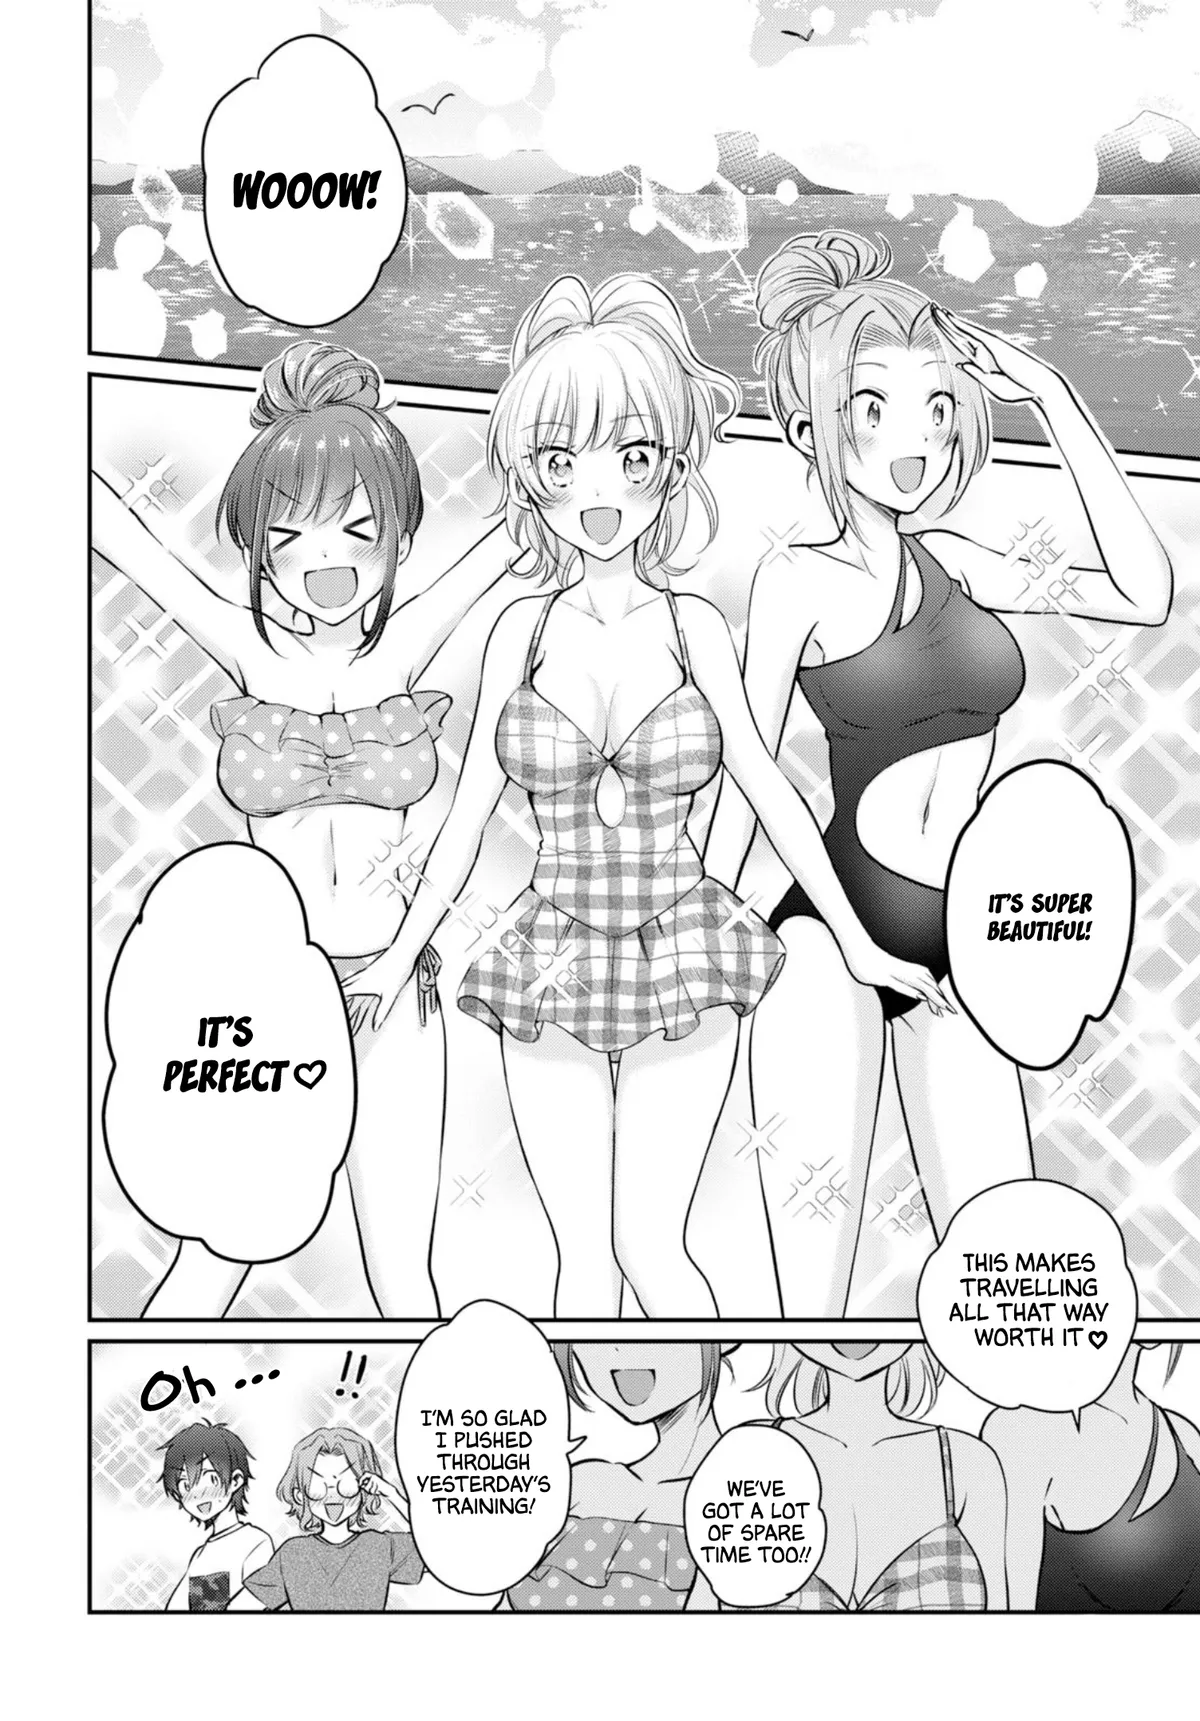 WOOOW!
IT'S SUPER
BEAUTIFUL!
IT'S
PERFECT♡
THIS MAKES
TRAVELLING
ALL THAT WAY
WORTH IT♡
Oh...
!!
I'M SO GLAD
I PUSHED
THROUGH
YESTERDAY'S
TRAINING!
WE'VE
GOT A LOT
OF SPARE
TIME TOO!!